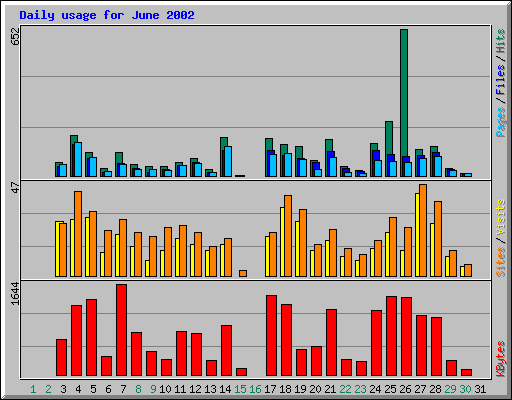 Daily usage for June 2002
652
Pages / Files / Hits
47
Sites / Visits
1644
KBytes
1 2 3 4 5 6 7 8 9 10 11 12 13 14 15 16 17 18 19 20 21 22 23 24 25 26 27 28 29 30 31